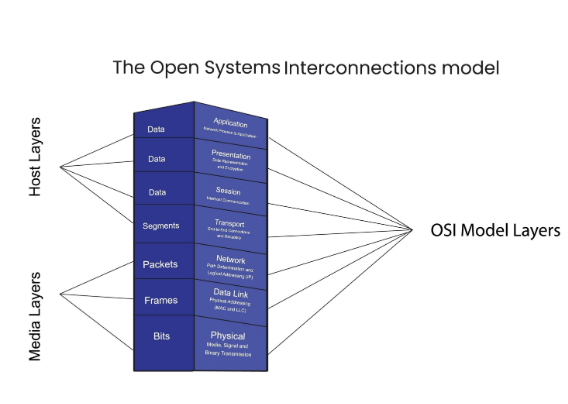 The Open Systems Interconnections model
Host Layers
Media Layers
Data
Application
Network Process to Application
Data
Presentation
Data Representation
and Encryption
Data
Session
Interhost Communication
Segments
Transport
End-to-End Connections
and Reliability
Packets
Network
Path Determination and
Logical Addressing (IP)
Frames
Data Link
Physical Addressing
(MAC and LLC)
Bits
Physical
Media, Signal and
Binary Transmission
OSI Model Layers